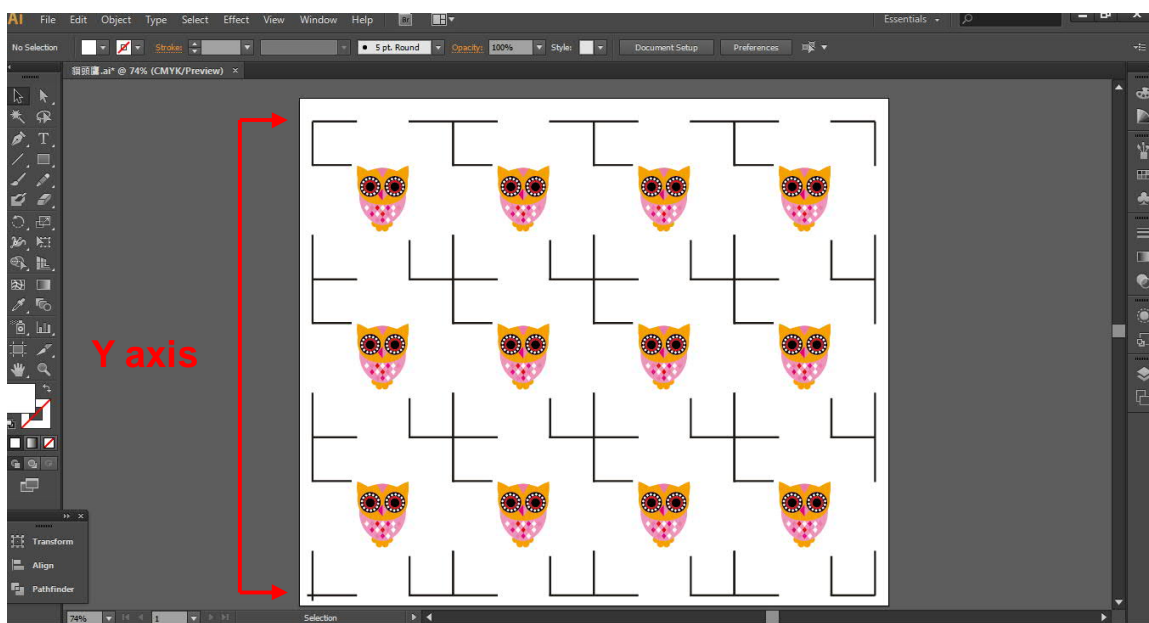 Ai File Edit Object Type Select Effect View Window Help Br Essentials
No Selection Stroke: 5 pt. Round Opacity: 100% Style: Document Setup Preferences
.ai* @ 74% (CMYK/Preview) ×
Y axis
Transform
Align
Pathfinder
74% 1 Selection